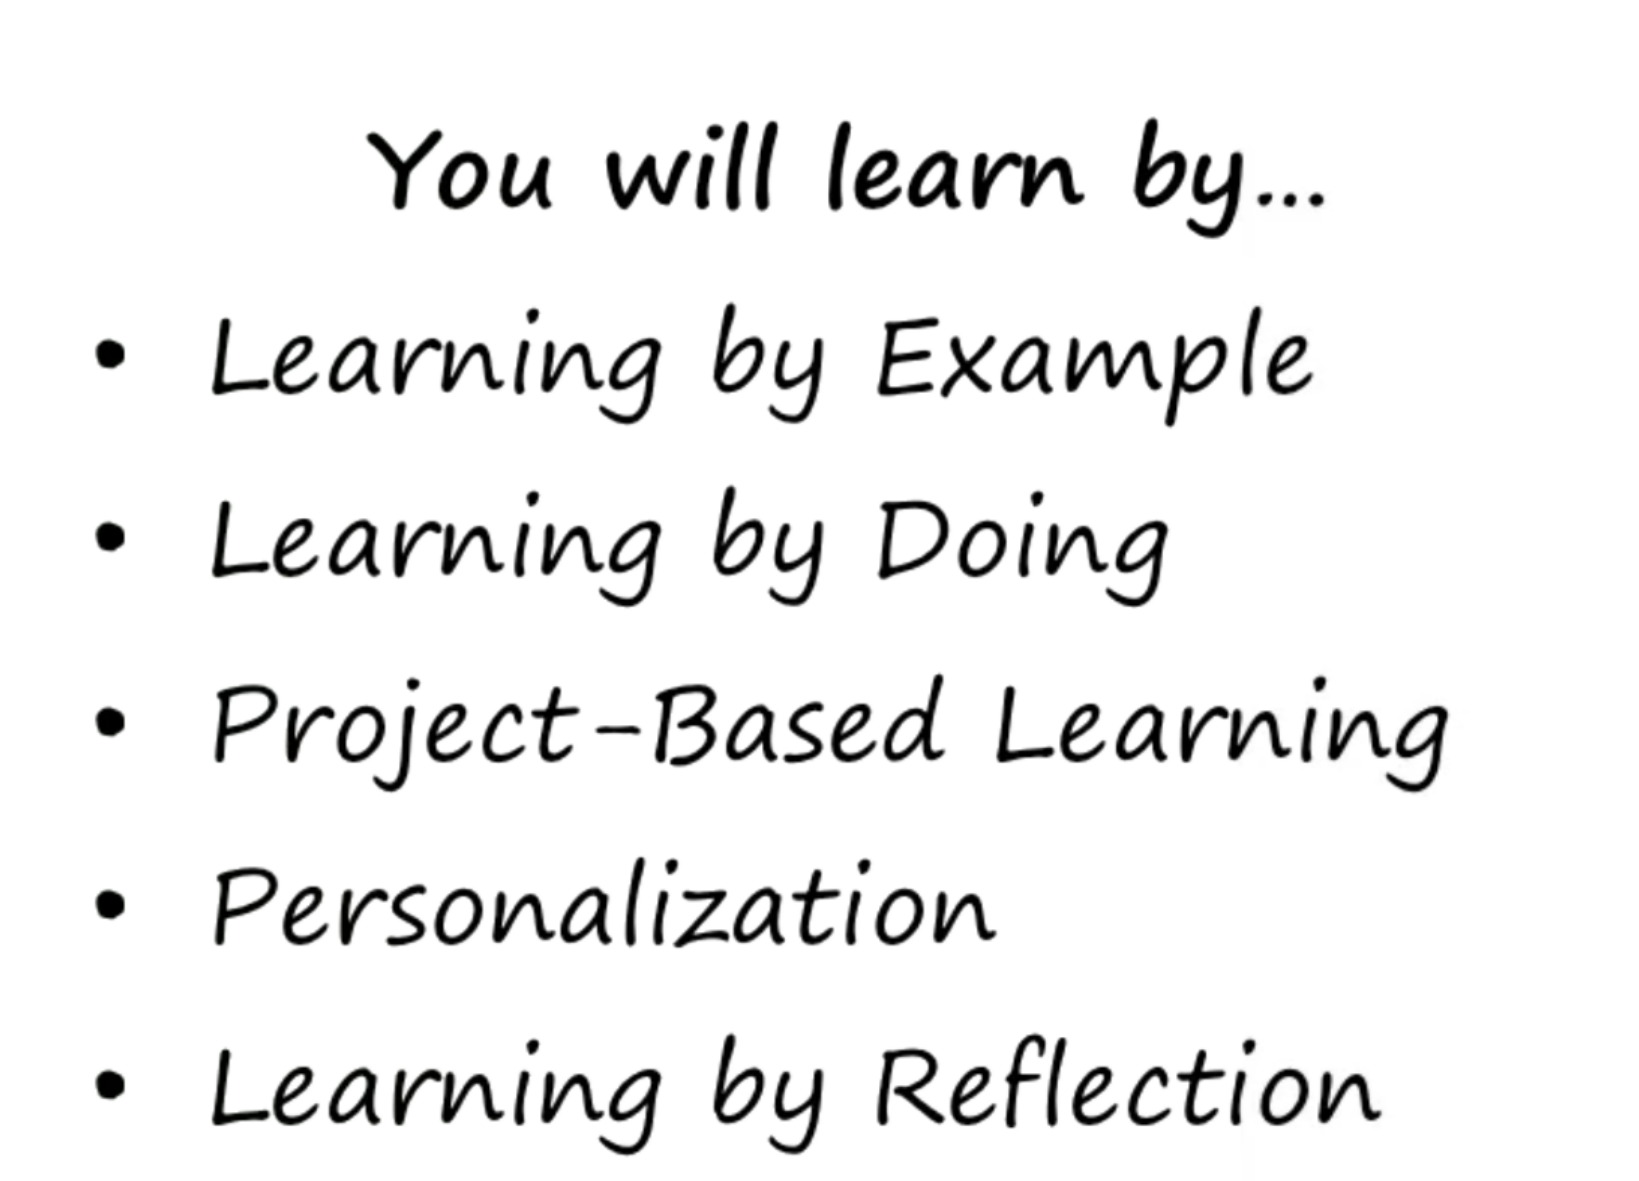 You will learn by...
• Learning by Example
• Learning by Doing
• Project-Based Learning
• Personalization
• Learning by Reflection